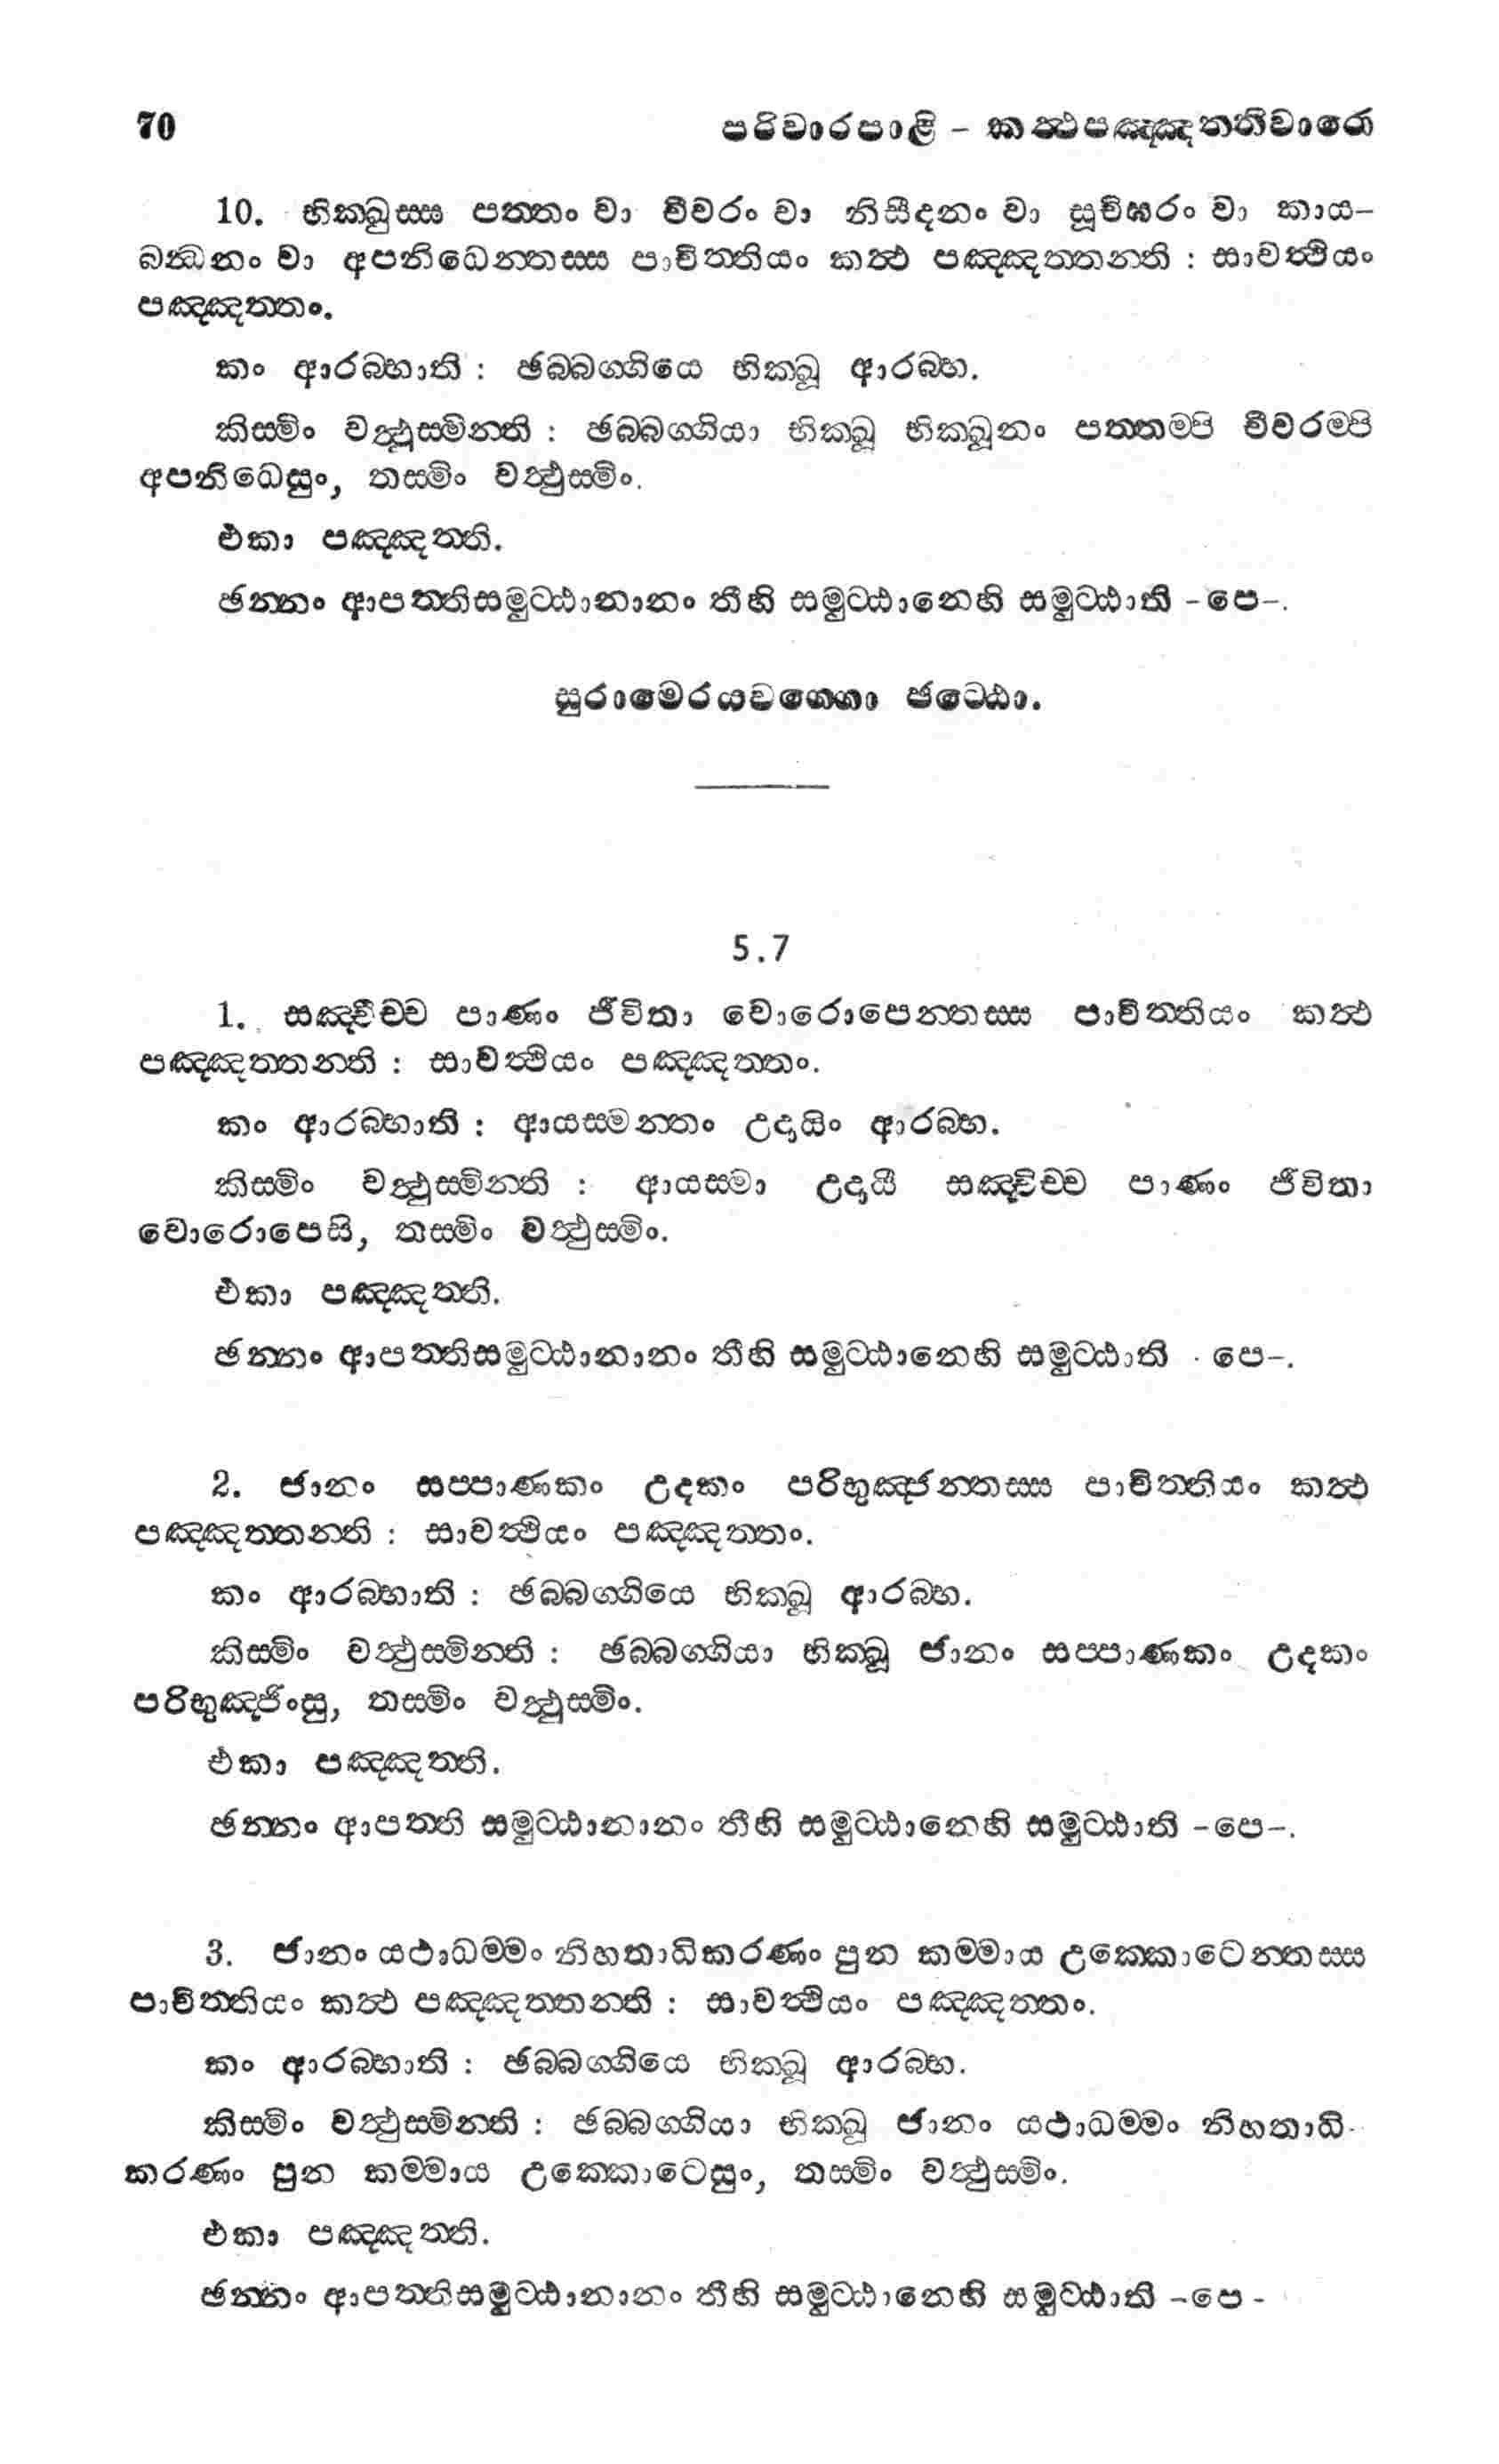 70 පරිවාරපාළි – කත්‍ථපඤ්ඤත්තිවාරො
10. භික්ඛුස්ස පත්තං වා චීවරං වා නිසීදනං වා සූචිඝරං වා කාය–
බන්‍ධනං වා අපනිධෙන්තස්ස පාචිත්තියං කත්‍ථ පඤ්ඤත්තන්ති : සාවත්‍ථියං
පඤ්ඤත්තං.
කං ආරබ්භාති : ඡබ්බග්ගියෙ භික්ඛූ ආරබ්භ.
කිස්මිං වත්‍ථුස්මින්ති : ඡබ්බග්ගියා භික්ඛූ භික්ඛූනං පත්තම්පි චීවරම්පි
අපනිධෙසුං, තස්මිං වත්‍ථුස්මිං.
එකා පඤ්ඤත්ති.
ඡන්නං ආපත්තිසමුට්ඨානානං තීහි සමුට්ඨානෙහි සමුට්ඨාති -පෙ-.
සුරාමෙරයවග්ගො ඡට්ඨො.
5.7
1. සඤ්චිච්ච පාණං ජීවිතා වොරොපෙන්තස්ස පාචිත්තියං කත්‍ථ
පඤ්ඤත්තන්ති : සාවත්‍ථියං පඤ්ඤත්තං.
කං ආරබ්භාති : ආයස්මන්තං උදායිං ආරබ්භ.
කිස්මිං වත්‍ථුස්මින්ති : ආයස්මා උදායී සඤ්චිච්ච පාණං ජීවිතා
වොරොපෙසි, තස්මිං වත්‍ථුස්මිං.
එකා පඤ්ඤත්ති.
ඡන්නං ආපත්තිසමුට්ඨානානං තීහි සමුට්ඨානෙහි සමුට්ඨාති - පෙ-.
2. ජානං සප්පාණකං උදකං පරිභුඤ්ජන්තස්ස පාචිත්තියං කත්‍ථ
පඤ්ඤත්තන්ති : සාවත්‍ථියං පඤ්ඤත්තං.
කං ආරබ්භාති : ඡබ්බග්ගියෙ භික්ඛූ ආරබ්භ.
කිස්මිං වත්‍ථුස්මින්ති : ඡබ්බග්ගියා භික්ඛූ ජානං සප්පාණකං උදකං
පරිභුඤ්ජිංසු, තස්මිං වත්‍ථුස්මිං.
එකා පඤ්ඤත්ති.
ඡන්නං ආපත්ති සමුට්ඨානානං තීහි සමුට්ඨානෙහි සමුට්ඨාති -පෙ-.
3. ජානං යථාධම්මං නිහතාධිකරණං පුන කම්මාය උක්කොටෙන්තස්ස
පාචිත්තියං කත්‍ථ පඤ්ඤත්තන්ති : සාවත්‍ථියං පඤ්ඤත්තං.
කං ආරබ්භාති : ඡබ්බග්ගියෙ භික්ඛූ ආරබ්භ.
කිස්මිං වත්‍ථුස්මින්ති : ඡබ්බග්ගියා භික්ඛූ ජානං යථාධම්මං නිහතාධි-
කරණං පුන කම්මාය උක්කොටෙසුං, තස්මිං වත්‍ථුස්මිං.
එකා පඤ්ඤත්ති.
ඡන්නං ආපත්තිසමුට්ඨානානං තීහි සමුට්ඨානෙහි සමුට්ඨාති -පෙ -